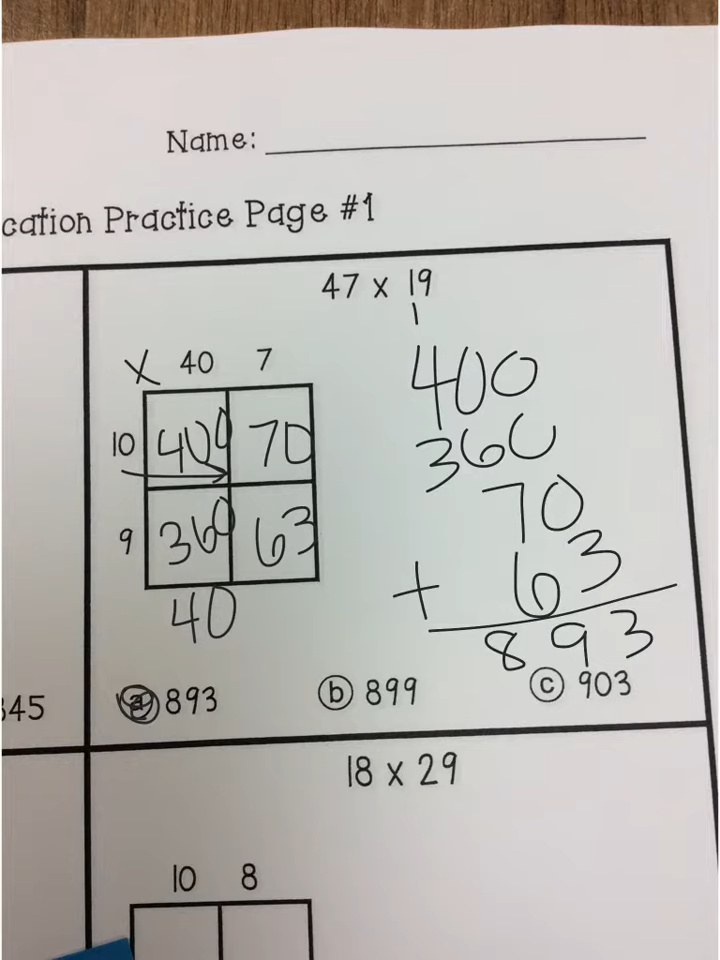 Name:
cation Practice Page #1
47 x 19
1
X 40 7
10 400 70
9 360 63
40
400
360
70
+ 63
893
345
a 893 b 899 c 903
18 x 29
10 8